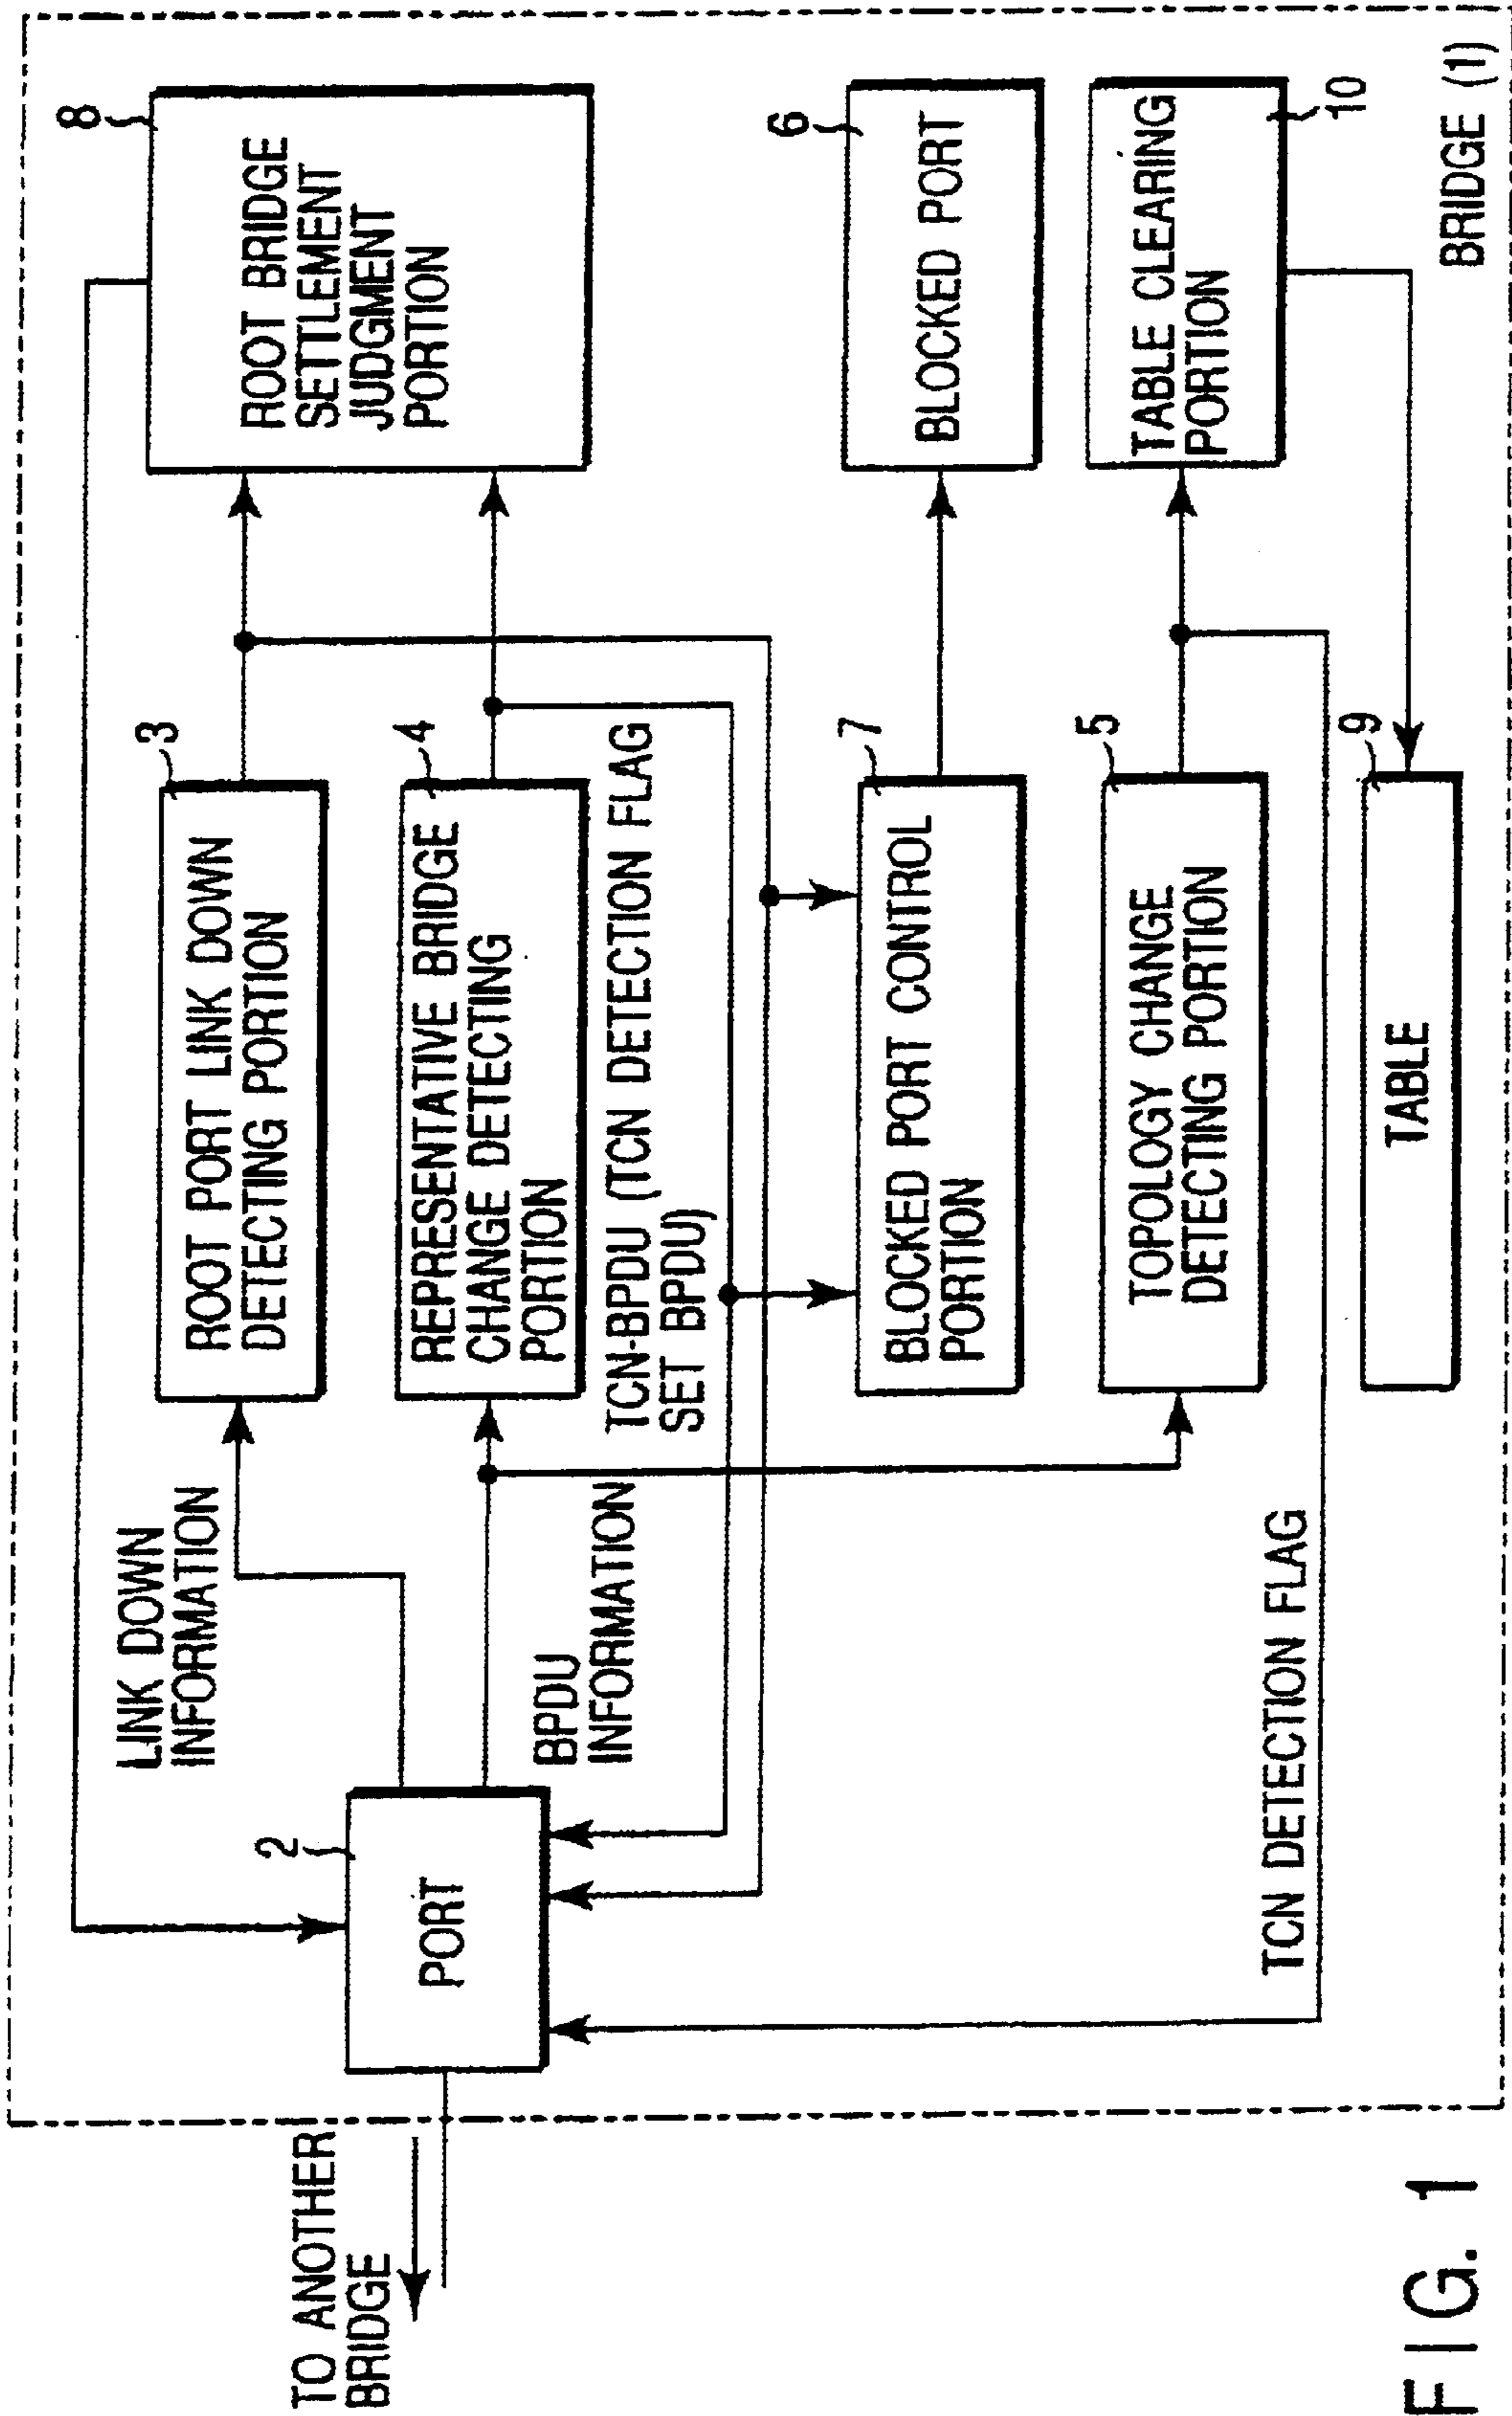 TO ANOTHER
BRIDGE
2
PORT
LINK DOWN
INFORMATION
BPDU
INFORMATION
3
ROOT PORT LINK DOWN
DETECTING PORTION
4
REPRESENTATIVE BRIDGE
CHANGE DETECTING
PORTION
TCN-BPDU (TCN DETECTION FLAG
SET BPDU)
7
BLOCKED PORT CONTROL
PORTION
5
TOPOLOGY CHANGE
DETECTING PORTION
TCN DETECTION FLAG
9
TABLE
8
ROOT BRIDGE
SETTLEMENT
JUDGMENT
PORTION
6
BLOCKED PORT
TABLE CLEARING
PORTION
10
BRIDGE (1)
FIG. 1